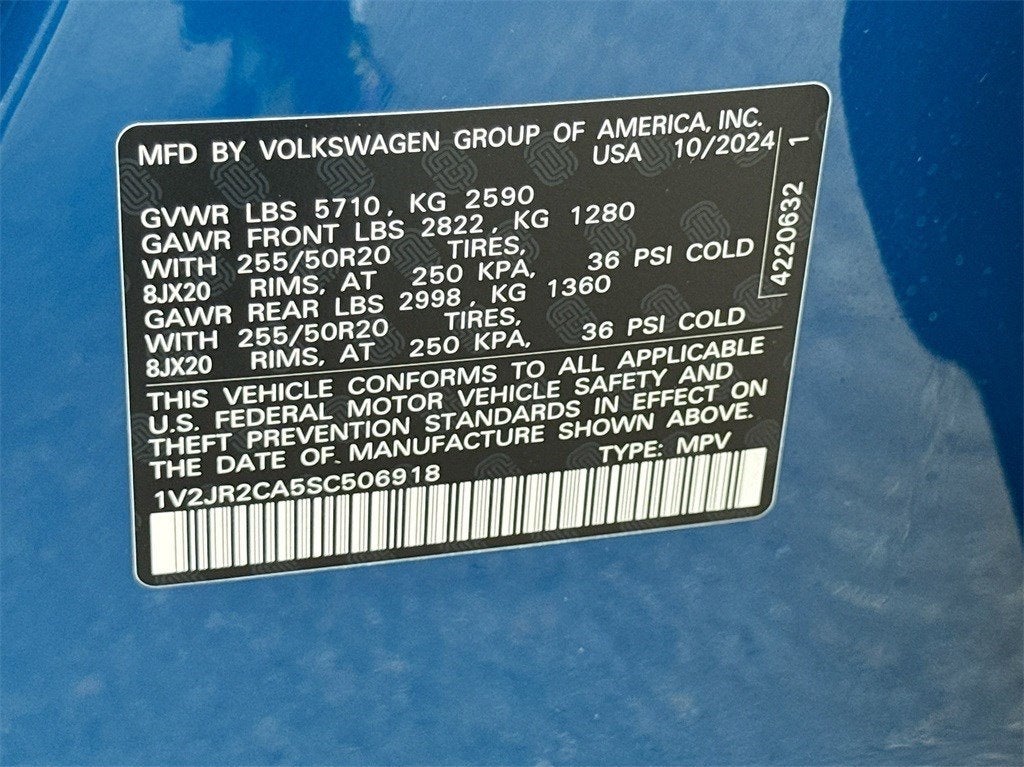 MFD BY VOLKSWAGEN GROUP OF AMERICA, INC.
USA 10/2024
GVWR LBS 5710, KG 2590
GAWR FRONT LBS 2822, KG 1280
WITH 255/50R20 TIRES,
8JX20 RIMS, AT 250 KPA, 36 PSI COLD
GAWR REAR LBS 2998, KG 1360
WITH 255/50R20 TIRES,
8JX20 RIMS, AT 250 KPA, 36 PSI COLD
4220632 1
THIS VEHICLE CONFORMS TO ALL APPLICABLE
U.S. FEDERAL MOTOR VEHICLE SAFETY AND
THEFT PREVENTION STANDARDS IN EFFECT ON
THE DATE OF MANUFACTURE SHOWN ABOVE.
1V2JR2CA5SC506918 TYPE: MPV